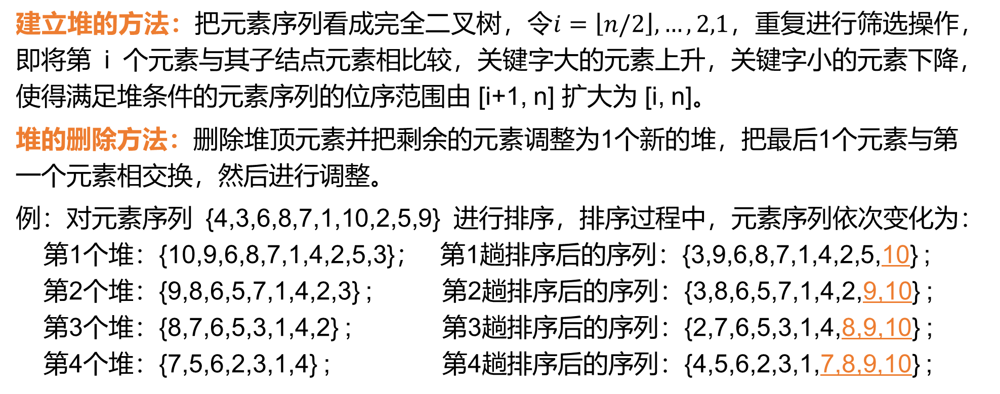 建立堆的方法：把元素序列看成完全二叉树，令i = ⌊n/2⌋, … , 2,1，重复进行筛选操作，
即将第 i 个元素与其子结点元素相比较，关键字大的元素上升，关键字小的元素下降，
使得满足堆条件的元素序列的位序范围由 [i+1, n] 扩大为 [i, n]。
堆的删除方法：删除堆顶元素并把剩余的元素调整为1个新的堆，把最后1个元素与第
一个元素相交换，然后进行调整。
例：对元素序列 {4,3,6,8,7,1,10,2,5,9} 进行排序，排序过程中，元素序列依次变化为：
第1个堆：{10,9,6,8,7,1,4,2,5,3}； 第1趟排序后的序列：{3,9,6,8,7,1,4,2,5,10}；
第2个堆：{9,8,6,5,7,1,4,2,3}； 第2趟排序后的序列：{3,8,6,5,7,1,4,2,9,10}；
第3个堆：{8,7,6,5,3,1,4,2}； 第3趟排序后的序列：{2,7,6,5,3,1,4,8,9,10}；
第4个堆：{7,5,6,2,3,1,4}； 第4趟排序后的序列：{4,5,6,2,3,1,7,8,9,10}；